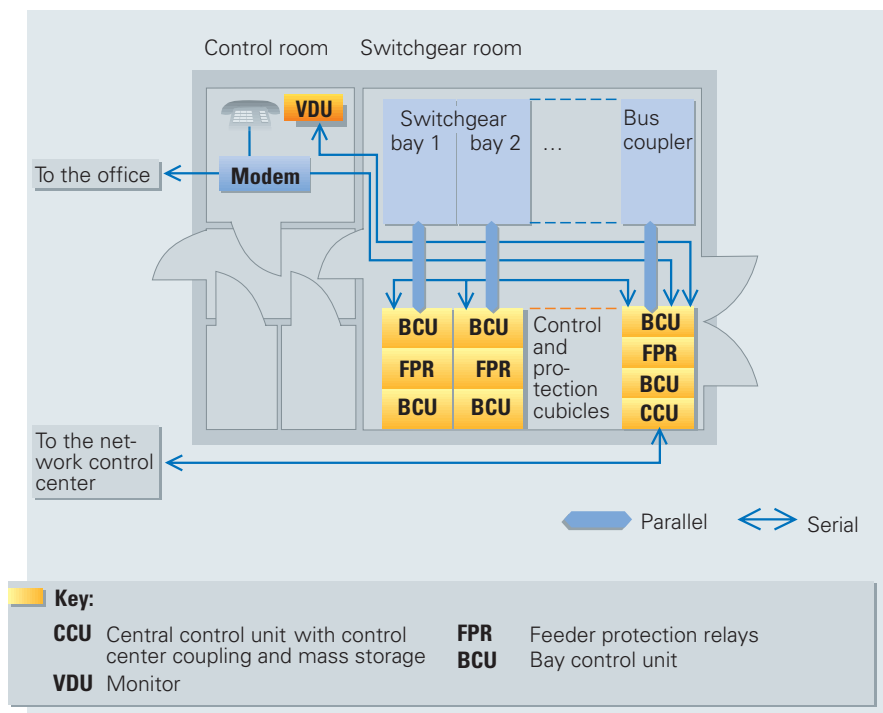 Control room
Switchgear room
VDU
Switchgear
bay 1
bay 2
...
Bus
coupler
To the office
Modem
BCU
FPR
BCU
BCU
FPR
BCU
Control
and
pro-
tection
cubicles
BCU
FPR
BCU
CCU
To the net-
work control
center
Parallel
Serial
Key:
CCU Central control unit with control
center coupling and mass storage
VDU Monitor
FPR Feeder protection relays
BCU Bay control unit